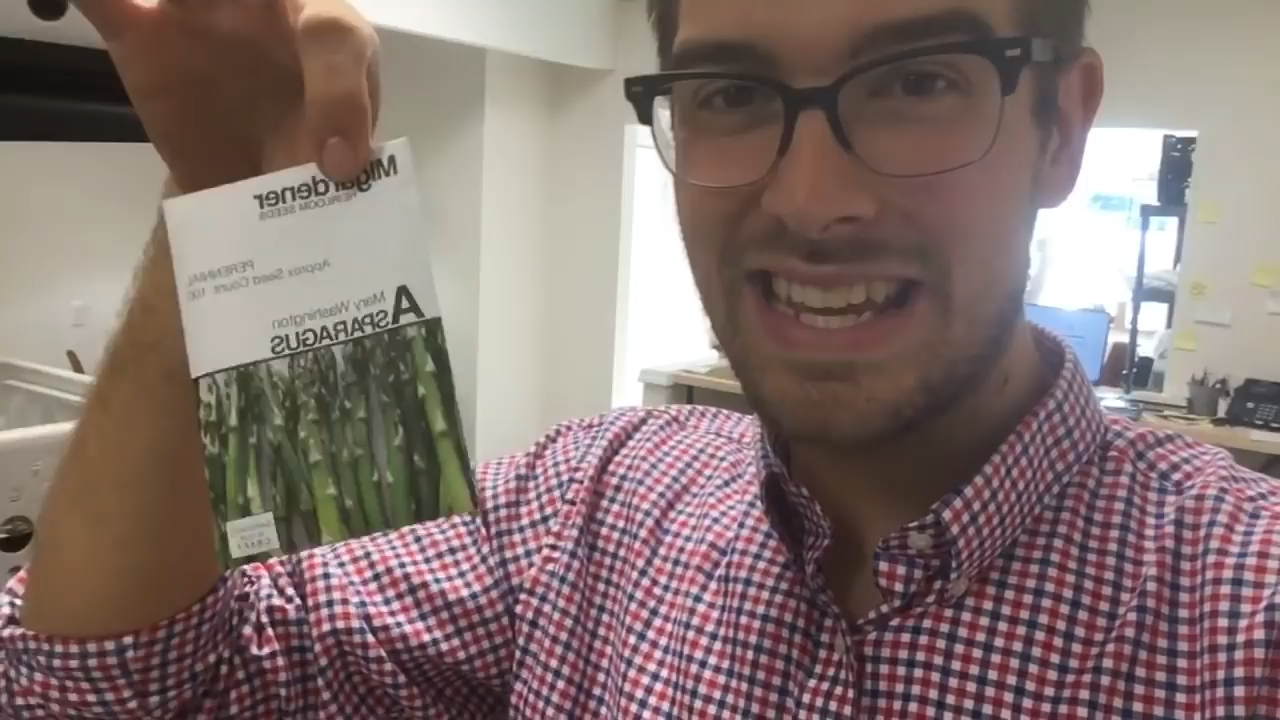 MIgardener
HEIRLOOM SEEDS
PERENNIAL
Approx Seed Count: 100
Mary Washington
ASPARAGUS